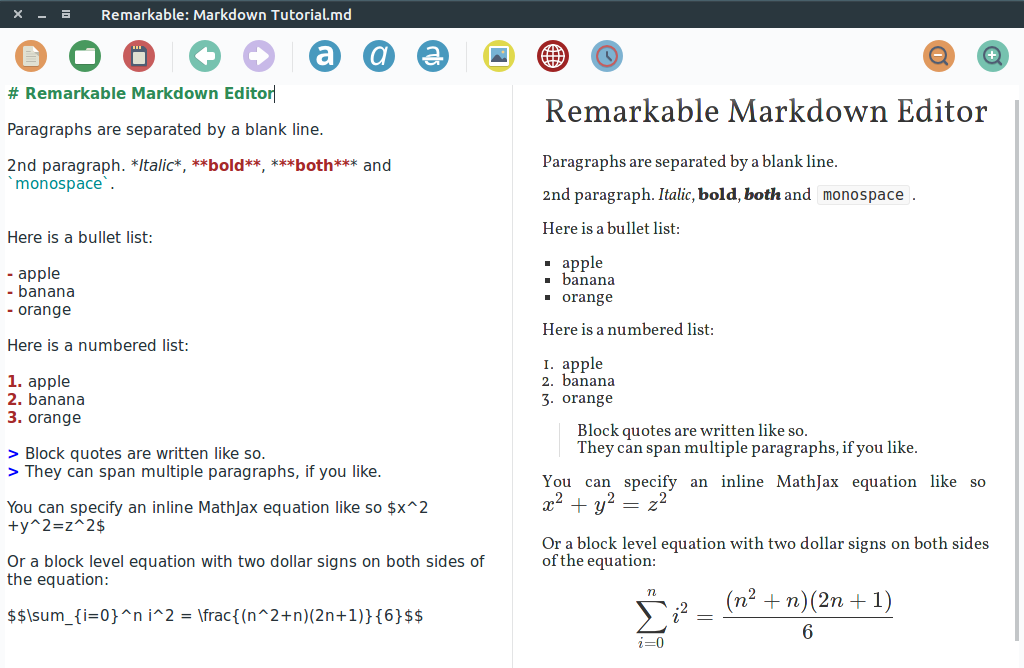 Remarkable: Markdown Tutorial.md
a a a
# Remarkable Markdown Editor
Paragraphs are separated by a blank line.
2nd paragraph. *Italic*, **bold**, ***both*** and
`monospace`.
Here is a bullet list:
- apple
- banana
- orange
Here is a numbered list:
1. apple
2. banana
3. orange
> Block quotes are written like so.
> They can span multiple paragraphs, if you like.
You can specify an inline MathJax equation like so $x^2
+y^2=z^2$
Or a block level equation with two dollar signs on both sides of
the equation:
$$\sum_{i=0}^n i^2 = \frac{(n^2+n)(2n+1)}{6}$$
Remarkable Markdown Editor
Paragraphs are separated by a blank line.
2nd paragraph. Italic, bold, both and monospace .
Here is a bullet list:
▪ apple
▪ banana
▪ orange
Here is a numbered list:
1. apple
2. banana
3. orange
Block quotes are written like so.
They can span multiple paragraphs, if you like.
You can specify an inline MathJax equation like so
x² + y² = z²
Or a block level equation with two dollar signs on both sides
of the equation:
n
∑ i² = (n² + n)(2n + 1)
6
i=0